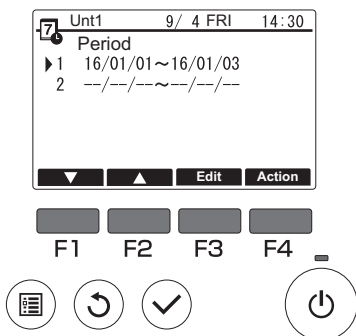 7 Unt1 9/ 4 FRI 14:30
Period
1 16/01/01~16/01/03
2 --/--/--~--/--/--
Edit Action
F1 F2 F3 F4